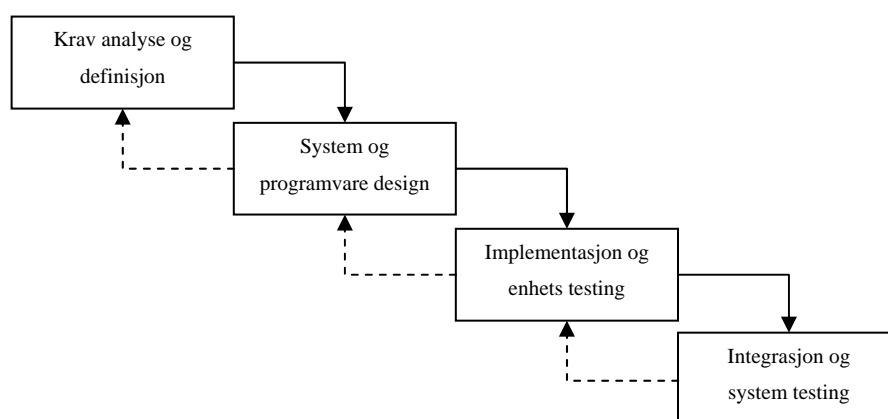 Krav analyse og
definisjon
System og
programvare design
Implementasjon og
enhets testing
Integrasjon og
system testing